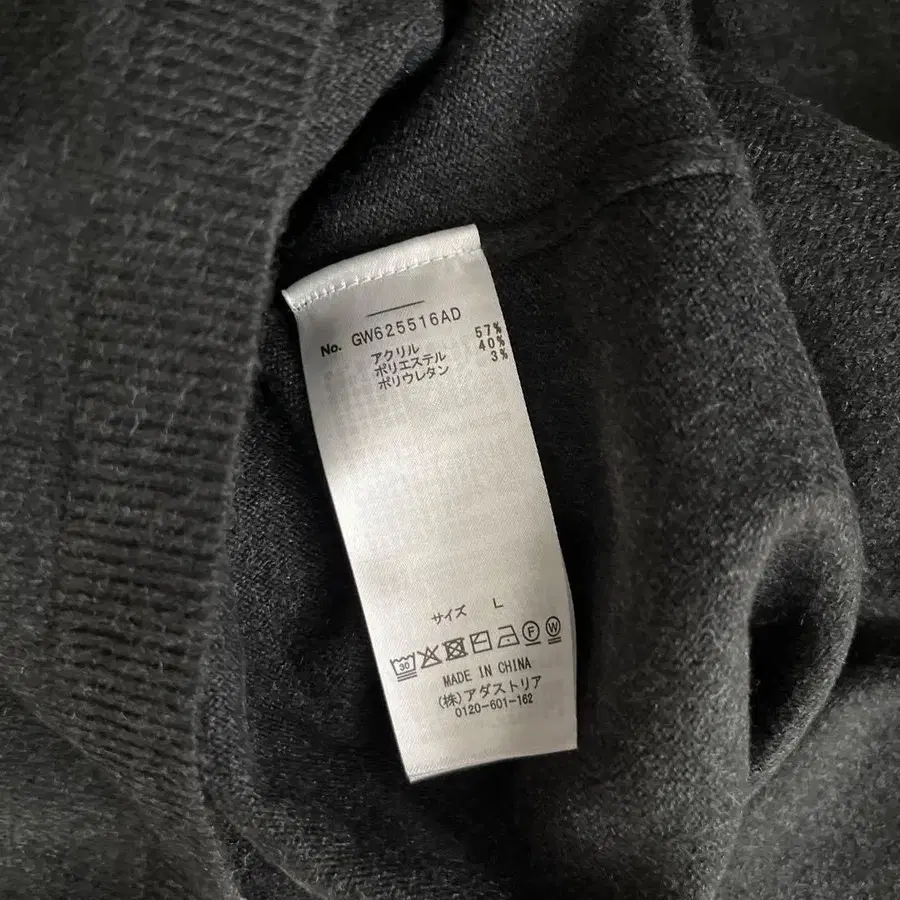 No. GW625516AD
アクリル 57%
ポリエステル 40%
ポリウレタン 3%
サイズ L
30 F W
MADE IN CHINA
(株)アダストリア
0120-601-162